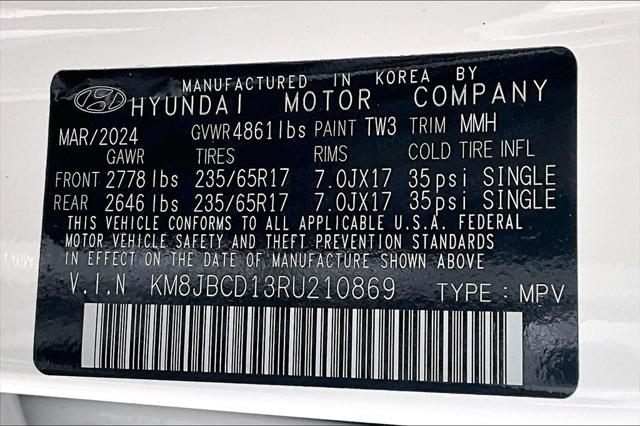 MANUFACTURED IN KOREA BY
HYUNDAI MOTOR COMPANY
MAR/2024 GVWR4861lbs PAINT TW3 TRIM MMH
GAWR TIRES RIMS COLD TIRE INFL
FRONT 2778lbs 235/65R17 7.0JX17 35psi SINGLE
REAR 2646lbs 235/65R17 7.0JX17 35psi SINGLE
THIS VEHICLE CONFORMS TO ALL APPLICABLE U.S.A. FEDERAL
MOTOR VEHICLE SAFETY AND THEFT PREVENTION STANDARDS
IN EFFECT ON THE DATE OF MANUFACTURE SHOWN ABOVE
V.I.N KM8JBCD13RU210869 TYPE : MPV